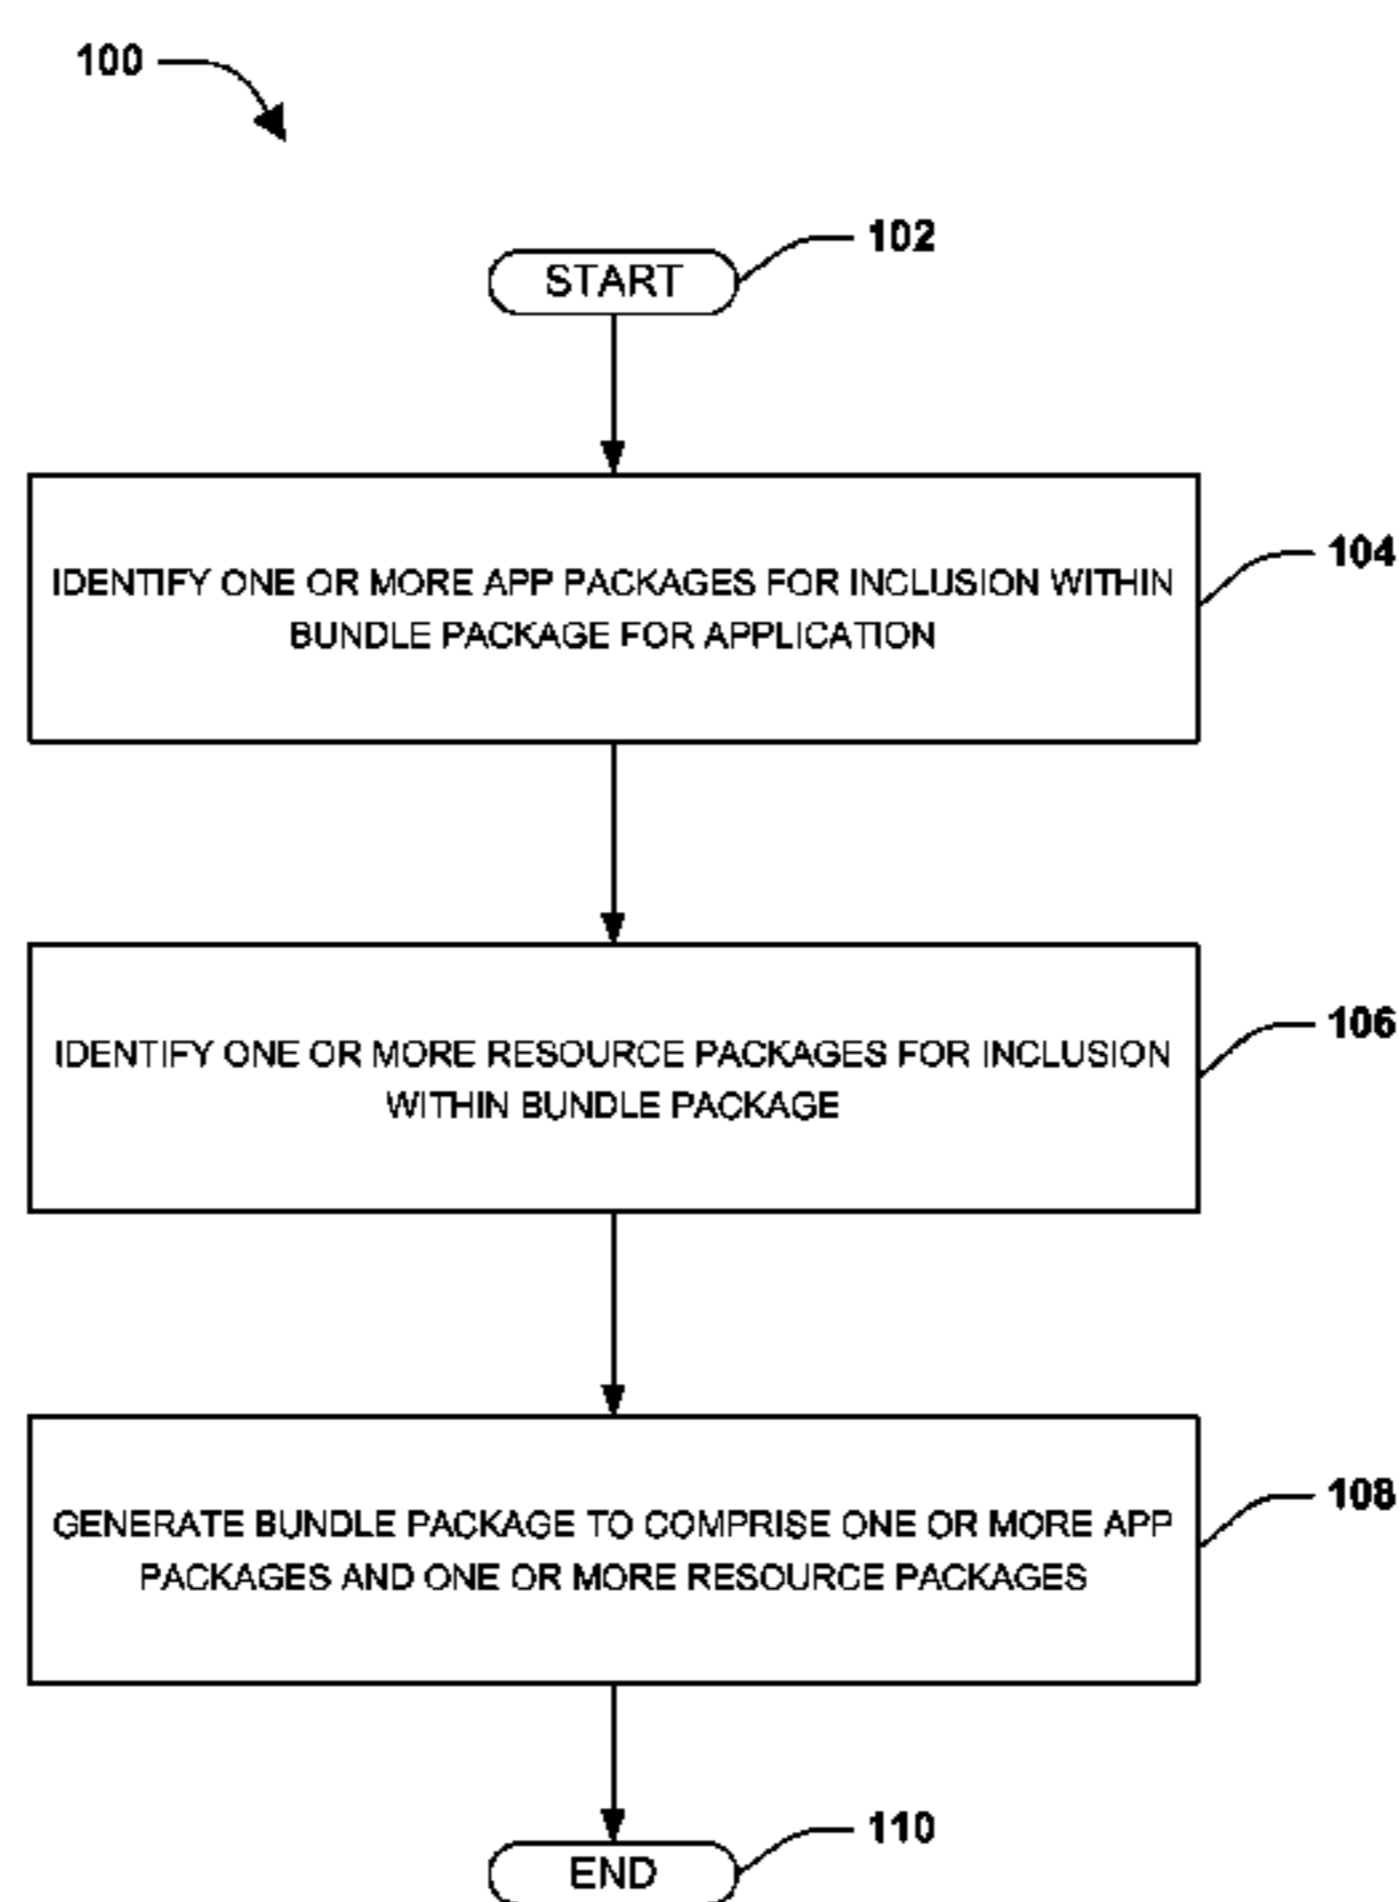 100
102
START
104
IDENTIFY ONE OR MORE APP PACKAGES FOR INCLUSION WITHIN
BUNDLE PACKAGE FOR APPLICATION
106
IDENTIFY ONE OR MORE RESOURCE PACKAGES FOR INCLUSION
WITHIN BUNDLE PACKAGE
108
GENERATE BUNDLE PACKAGE TO COMPRISE ONE OR MORE APP
PACKAGES AND ONE OR MORE RESOURCE PACKAGES
110
END